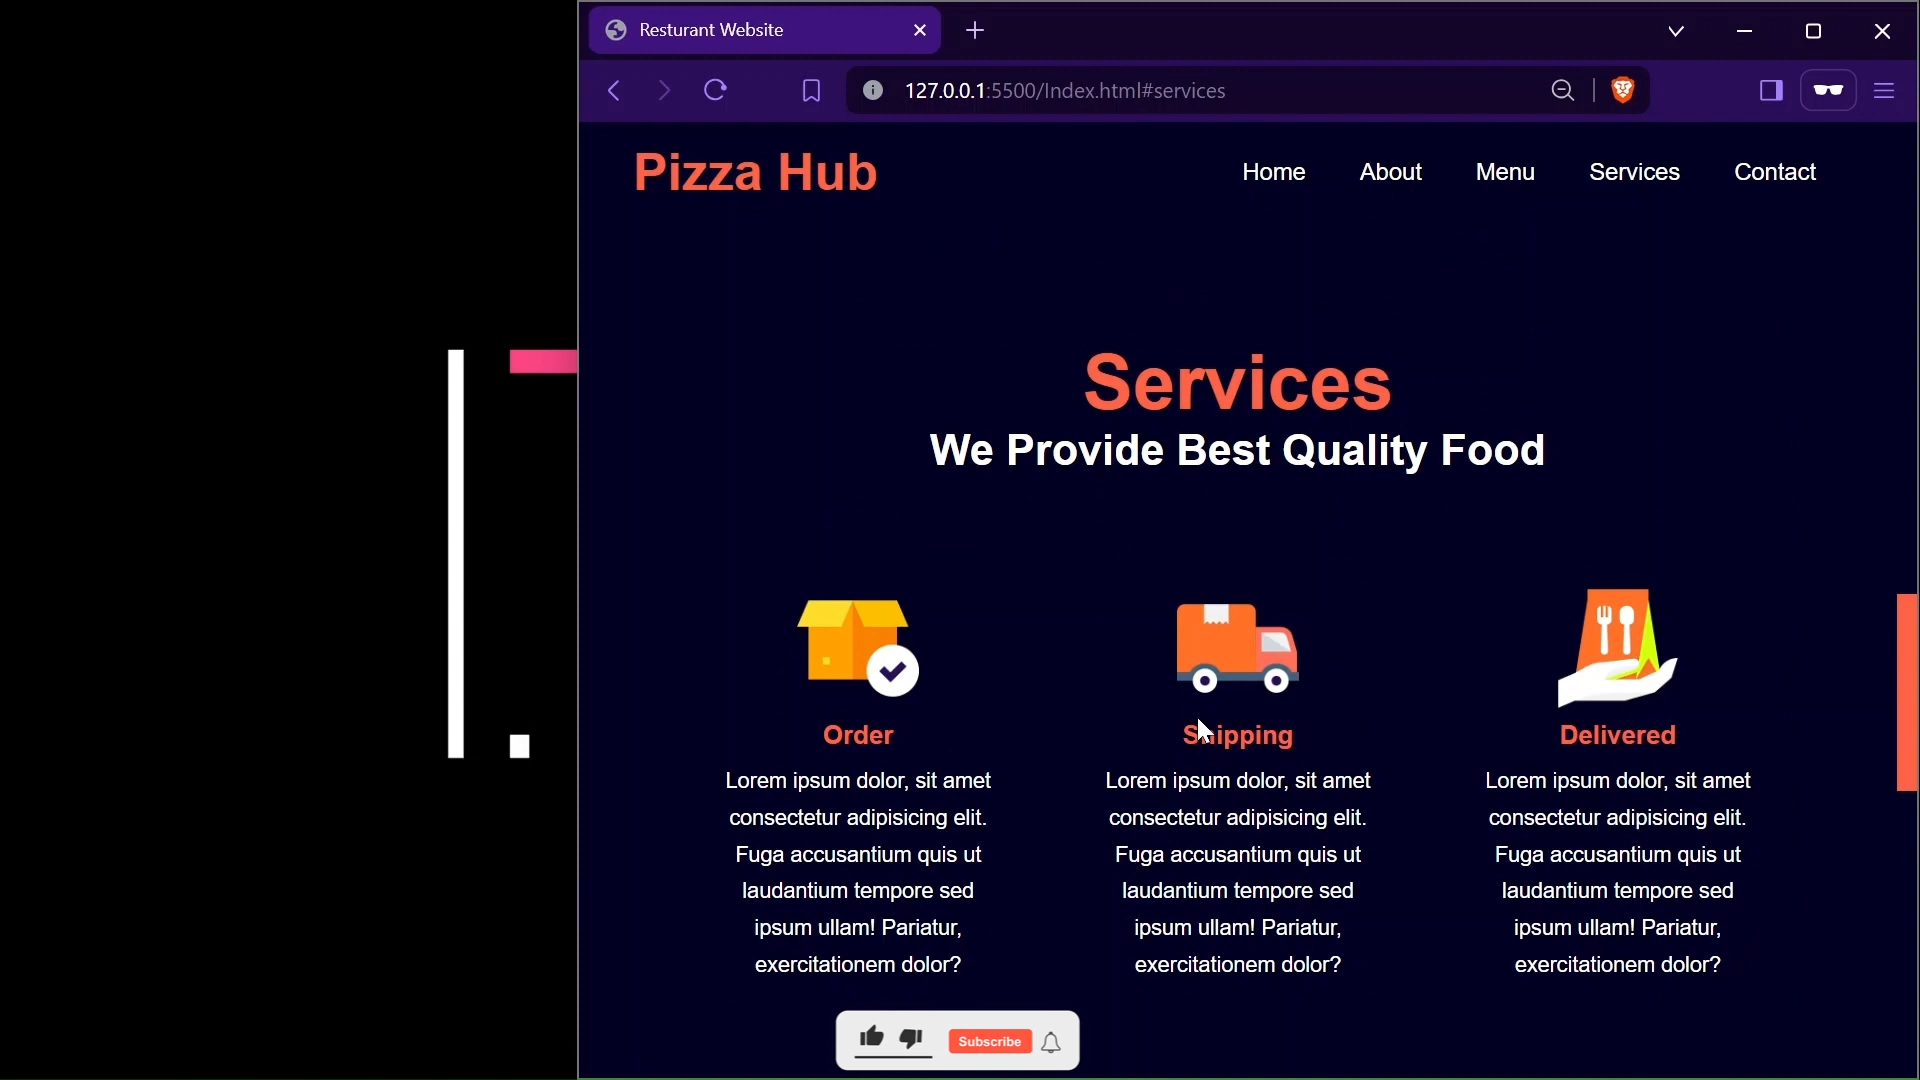 Resturant Website
127.0.0.1:5500/Index.html#services
Pizza Hub
Home About Menu Services Contact
Services
We Provide Best Quality Food
Order
Lorem ipsum dolor, sit amet
consectetur adipisicing elit.
Fuga accusantium quis ut
laudantium tempore sed
ipsum ullam! Pariatur,
exercitationem dolor?
Shipping
Lorem ipsum dolor, sit amet
consectetur adipisicing elit.
Fuga accusantium quis ut
laudantium tempore sed
ipsum ullam! Pariatur,
exercitationem dolor?
Delivered
Lorem ipsum dolor, sit amet
consectetur adipisicing elit.
Fuga accusantium quis ut
laudantium tempore sed
ipsum ullam! Pariatur,
exercitationem dolor?
Subscribe